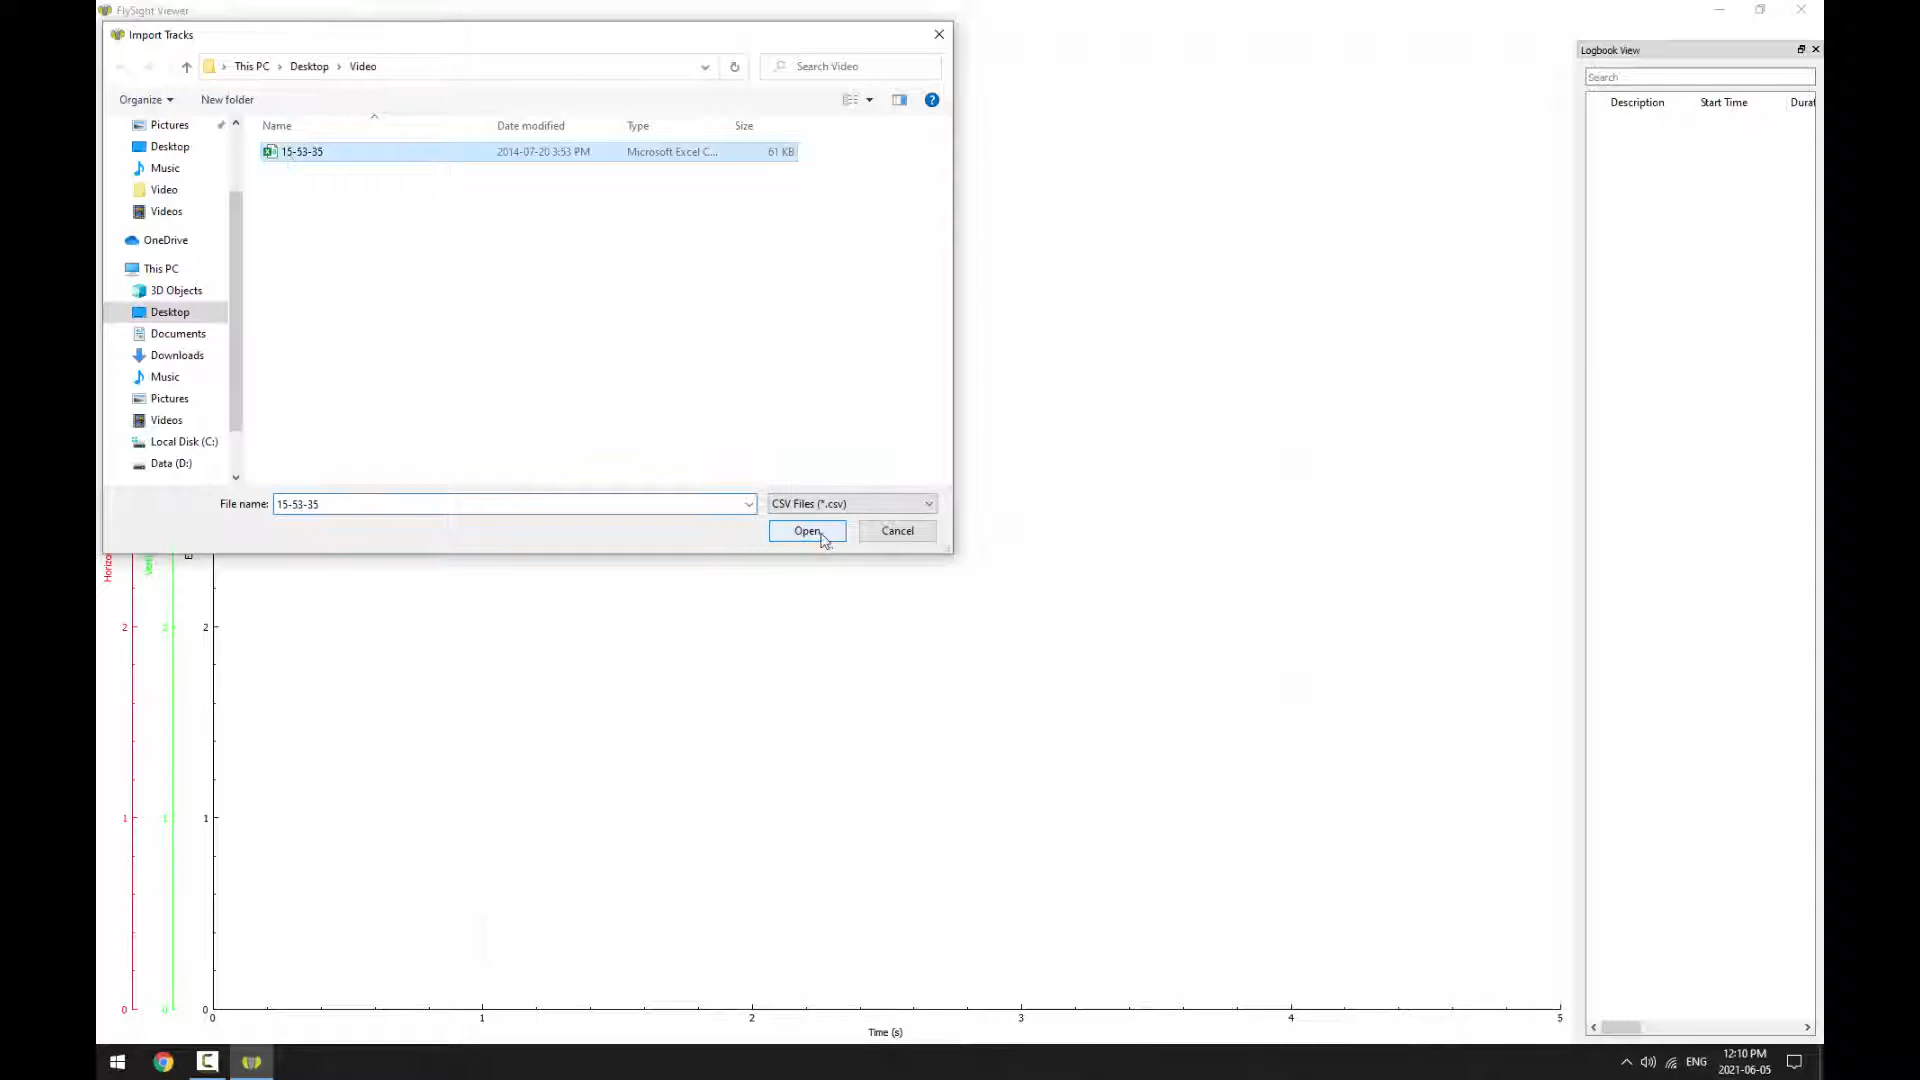 FlySight Viewer
Import Tracks
This PC > Desktop > Video
Search Video
Organize
New folder
Name
Date modified
Type
Size
15-53-35
2014-07-20 3:53 PM
Microsoft Excel C...
61 KB
Pictures
Desktop
Music
Video
Videos
OneDrive
This PC
3D Objects
Desktop
Documents
Downloads
Music
Pictures
Videos
Local Disk (C:)
Data (D:)
File name:
15-53-35
CSV Files (*.csv)
Open
Cancel
Logbook View
Search
Description
Start Time
Durat
Horizo
2
2
2
1
1
1
0
0
0
0
1
2
3
4
5
Time (s)
ENG
12:10 PM
2021-06-05